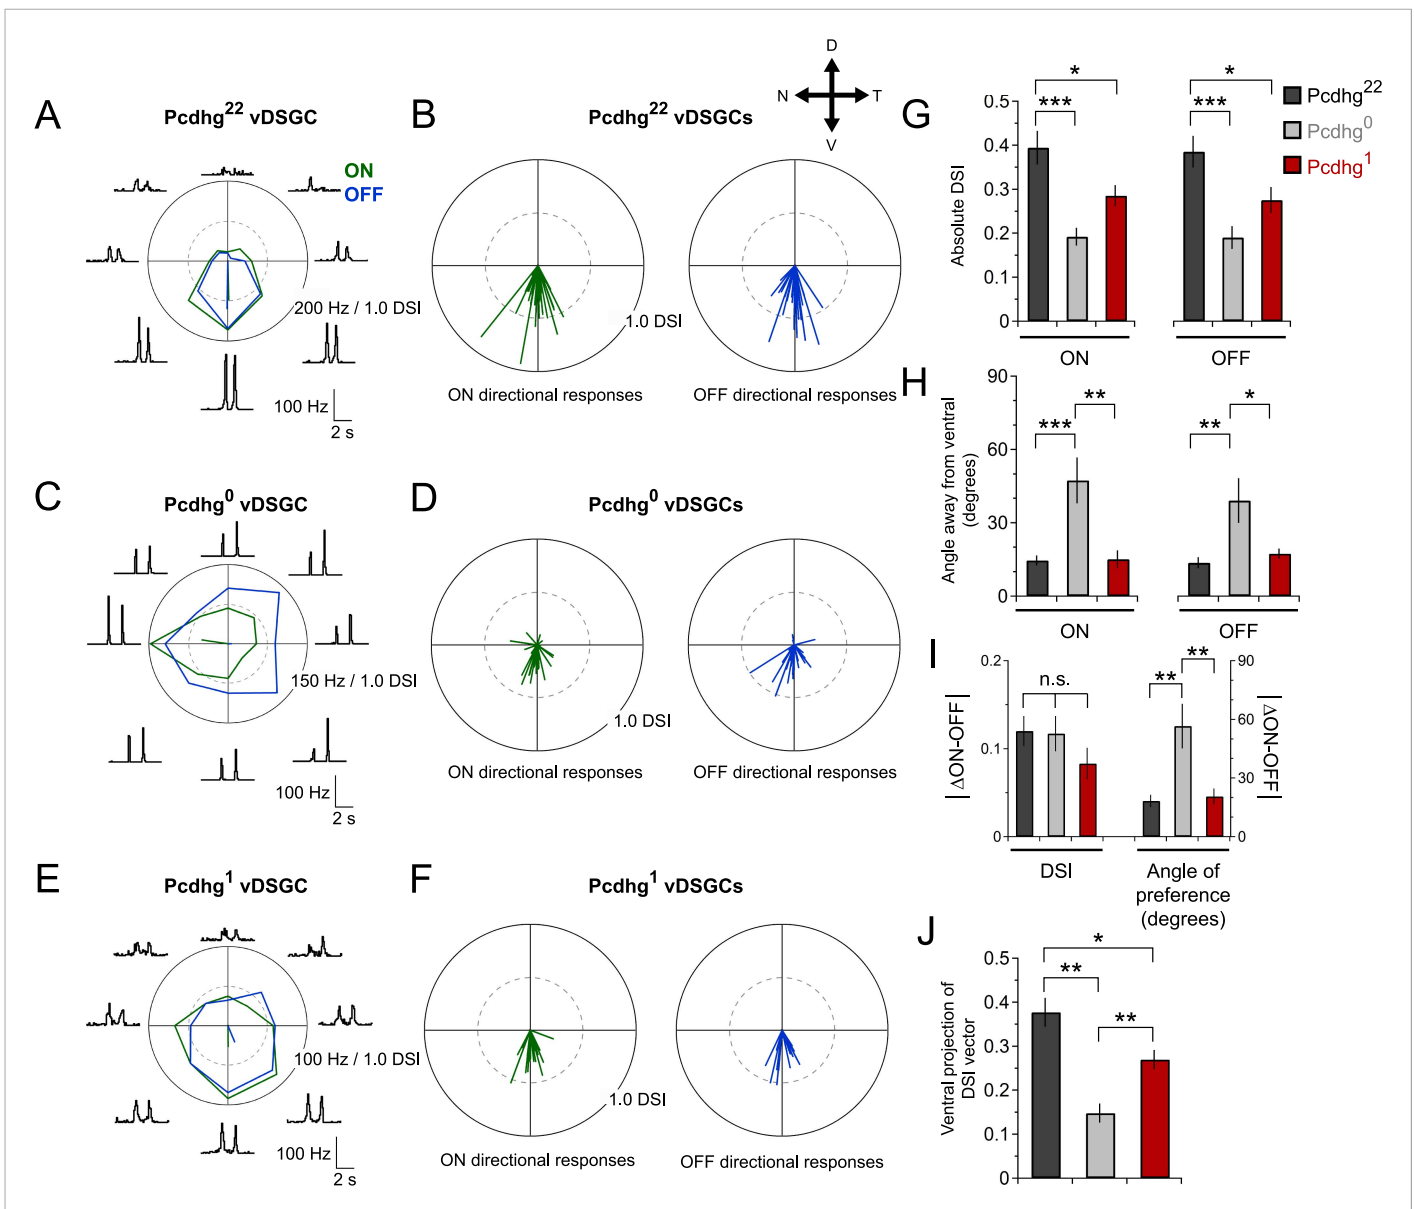 A
Pcdhg22 vDSGC
ON
OFF
200 Hz / 1.0 DSI
100 Hz
2 s
B
Pcdhg22 vDSGCs
D
N
T
V
1.0 DSI
ON directional responses
OFF directional responses
C
Pcdhg0 vDSGC
150 Hz / 1.0 DSI
100 Hz
2 s
D
Pcdhg0 vDSGCs
1.0 DSI
ON directional responses
OFF directional responses
E
Pcdhg1 vDSGC
100 Hz / 1.0 DSI
100 Hz
2 s
F
Pcdhg1 vDSGCs
1.0 DSI
ON directional responses
OFF directional responses
G
Pcdhg22
Pcdhg0
Pcdhg1
Absolute DSI
0.5
0.4
0.3
0.2
0.1
0
***
*
***
*
ON
OFF
H
Angle away from ventral
(degrees)
90
60
30
0
***
**
**
*
ON
OFF
I
|ΔON-OFF|
0.2
0.1
0
n.s.
**
**
90
60
30
0
|ΔON-OFF|
DSI
Angle of
preference
(degrees)
J
Ventral projection of
DSI vector
0.5
0.4
0.3
0.2
0.1
0
**
*
**